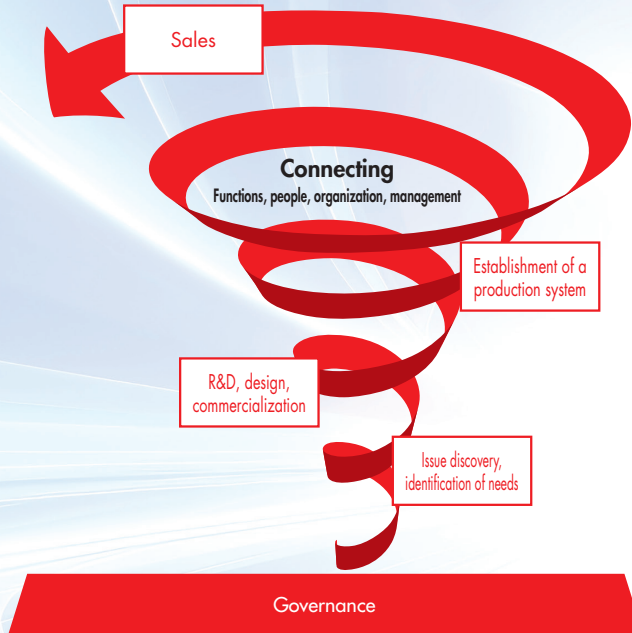 Sales
Connecting
Functions, people, organization, management
Establishment of a
production system
R&D, design,
commercialization
Issue discovery,
identification of needs
Governance